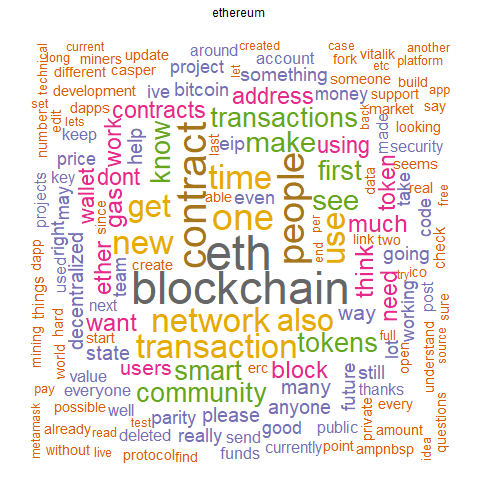 ethereum
current created case vitalik another
long miners update around account fork etc platform
technical different casper project something let someone build app
development ive bitcoin address money support
set dapps contracts transactions back market say
number edit lets keep help eip make using made looking
work know last security
price dont contract people first token data take seems
key wallet gas time able even see real free
projects may since get one per end use much link two code
dapp used right team ether create eth think going check
things decentralized new blockchain need try ico working post sure
mining next network also way full lot source
world hard want start transaction tokens open understand
state users smart erc block still
value community many future thanks
pay everyone parity please anyone private every
possible well test good public amount
metamask already read deleted really send currently point ampnbsp idea questions
without live protocol find funds